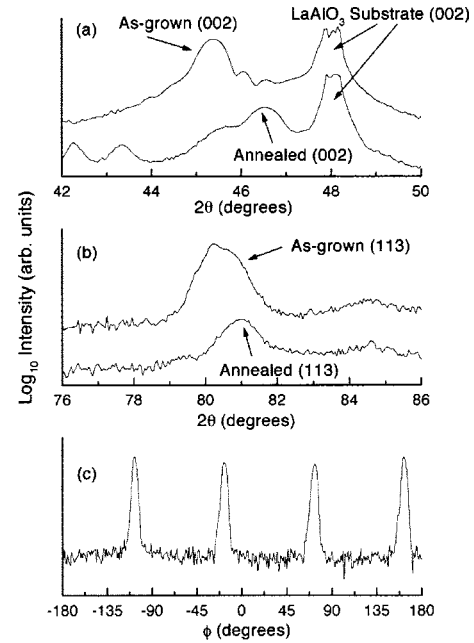 (a)
As-grown (002)
LaAlO₃ Substrate (002)
Annealed (002)
42 44 46 48 50
2θ (degrees)
Log₁₀ Intensity (arb. units)
(b)
As-grown (113)
Annealed (113)
76 78 80 82 84 86
2θ (degrees)
(c)
-180 -135 -90 -45 0 45 90 135 180
ϕ (degrees)